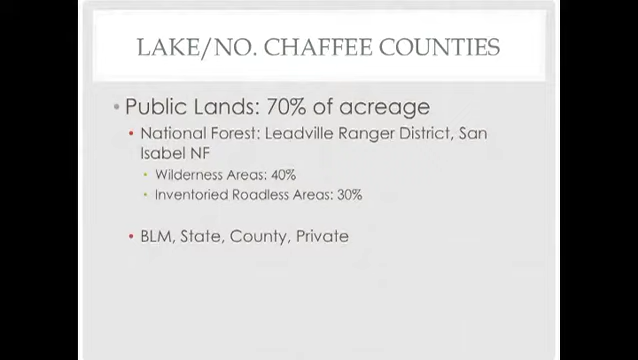 LAKE/NO. CHAFFEE COUNTIES
• Public Lands: 70% of acreage
• National Forest: Leadville Ranger District, San
Isabel NF
• Wilderness Areas: 40%
• Inventoried Roadless Areas: 30%
• BLM, State, County, Private